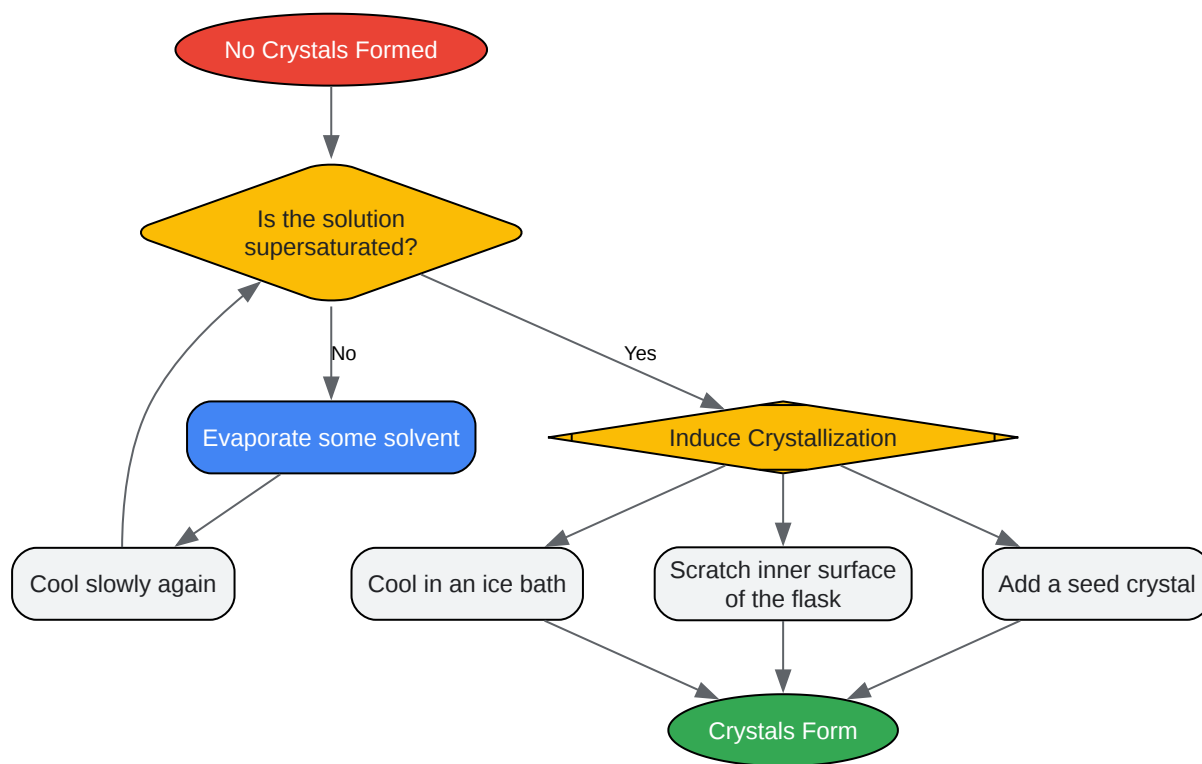 No Crystals Formed
Is the solution
supersaturated?
No
Yes
Evaporate some solvent
Induce Crystallization
Cool slowly again
Cool in an ice bath
Scratch inner surface
of the flask
Add a seed crystal
Crystals Form